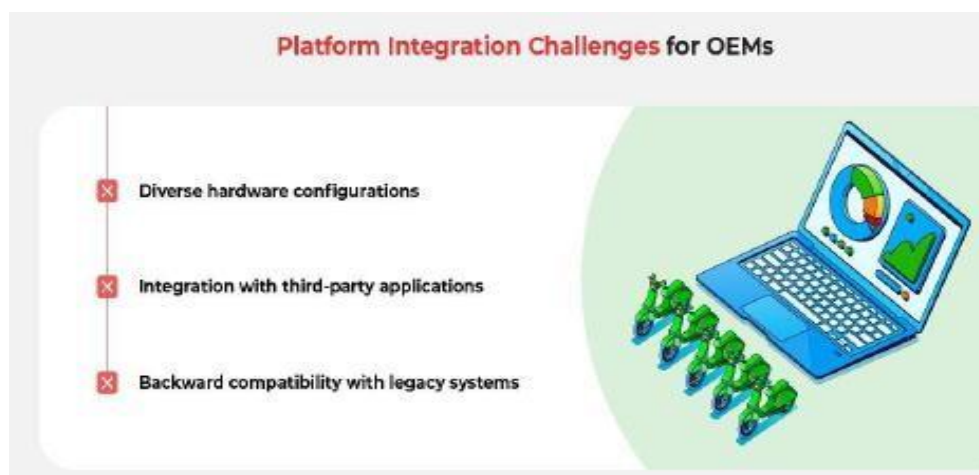 Platform Integration Challenges for OEMs
Diverse hardware configurations
Integration with third-party applications
Backward compatibility with legacy systems